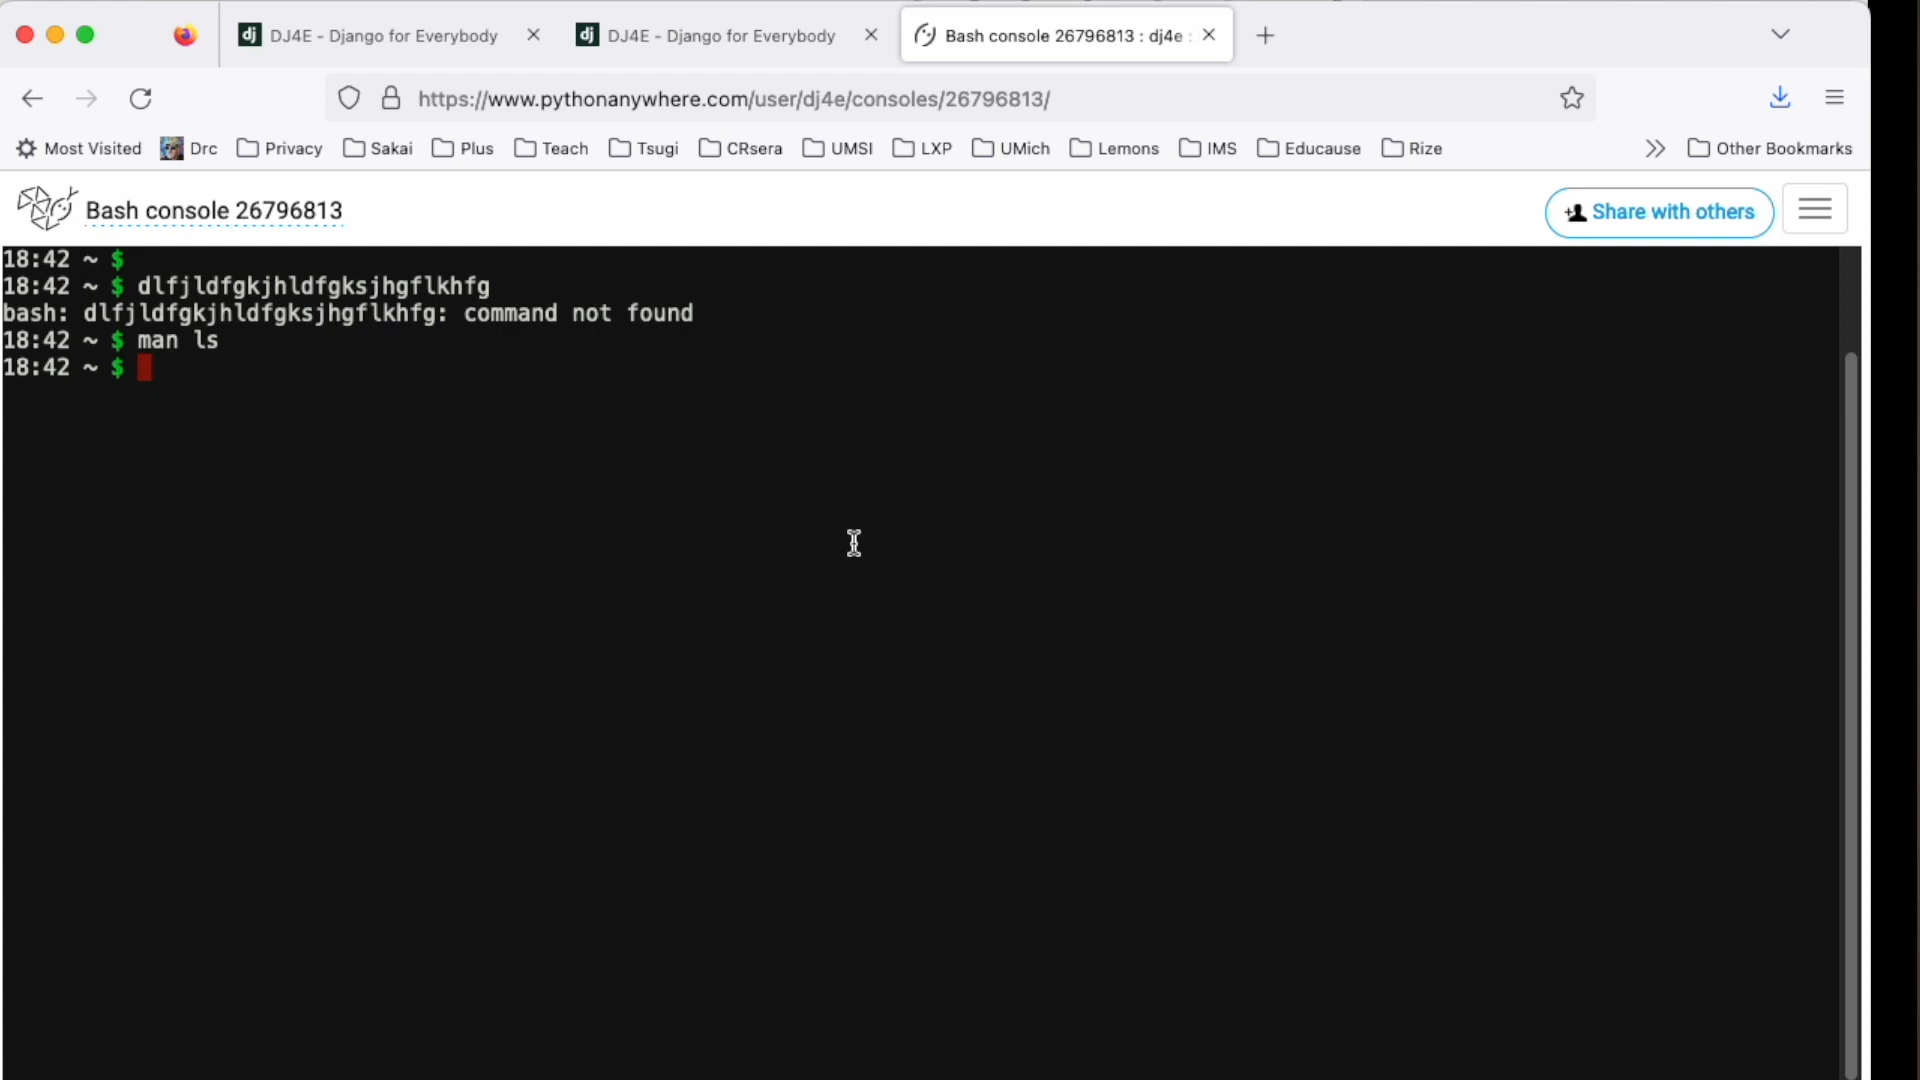 DJ4E - Django for Everybody
DJ4E - Django for Everybody
Bash console 26796813 : dj4e :
https://www.pythonanywhere.com/user/dj4e/consoles/26796813/
Most Visited Drc Privacy Sakai Plus Teach Tsugi CRsera UMSI LXP UMich Lemons IMS Educause Rize Other Bookmarks
Bash console 26796813
Share with others
18:42 ~ $
18:42 ~ $ dlfjldfgkjhldfgksjhgflkhfg
bash: dlfjldfgkjhldfgksjhgflkhfg: command not found
18:42 ~ $ man ls
18:42 ~ $